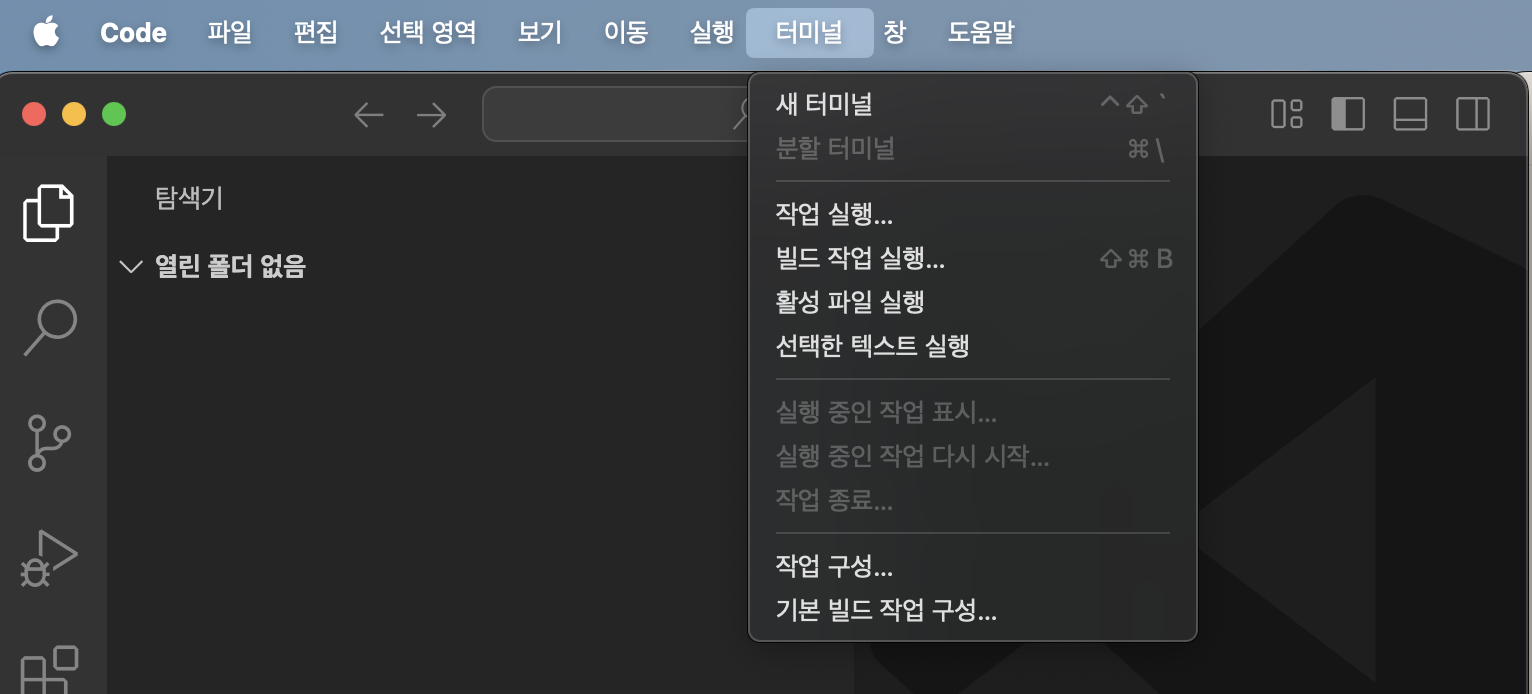 Code 파일 편집 선택 영역 보기 이동 실행 터미널 창 도움말
새 터미널 ^⇧`
분할 터미널 ⌘\
작업 실행...
빌드 작업 실행... ⇧⌘B
활성 파일 실행
선택한 텍스트 실행
실행 중인 작업 표시...
실행 중인 작업 다시 시작...
작업 종료...
작업 구성...
기본 빌드 작업 구성...
탐색기
열린 폴더 없음